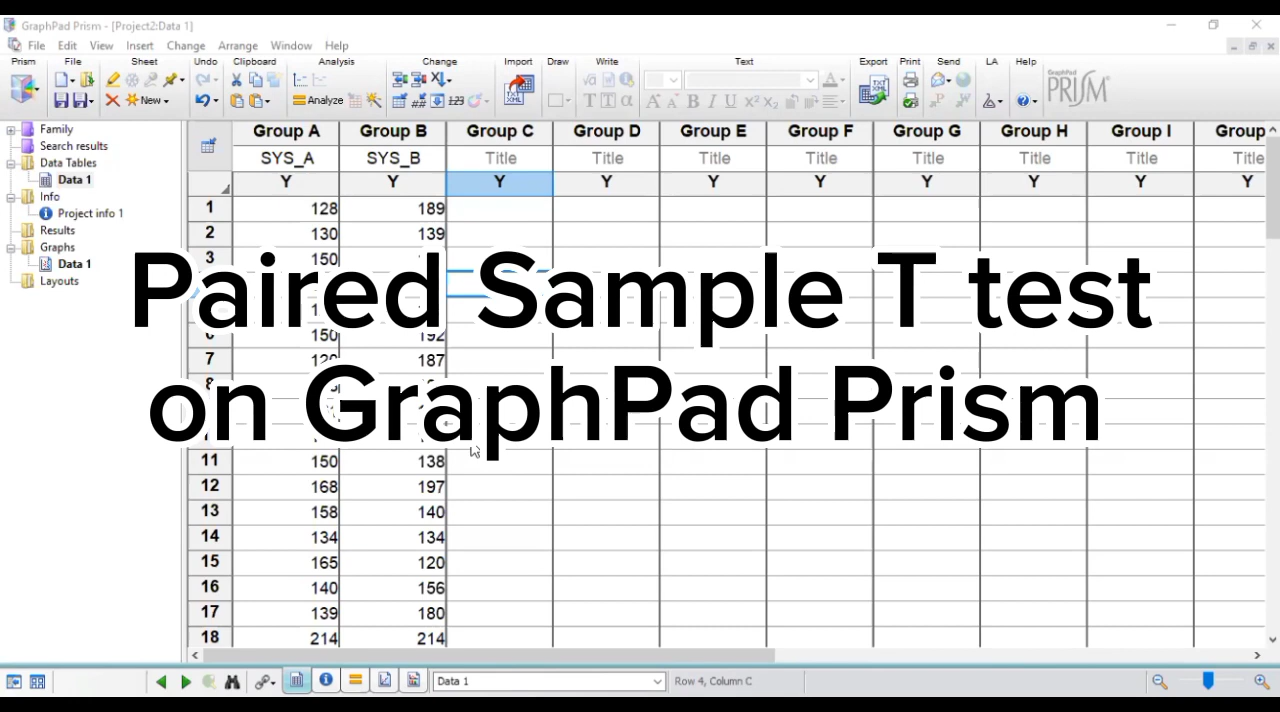 GraphPad Prism - [Project2:Data 1]
File Edit View Insert Change Arrange Window Help
Prism File Sheet Undo Clipboard Analysis Change Import Draw Write Text Export Print Send LA Help
New
Analyze
GraphPad PRISM
Family
Search results
Data Tables
Data 1
Info
Project info 1
Results
Graphs
Data 1
Layouts
Group A Group B Group C Group D Group E Group F Group G Group H Group I Group
SYS_A SYS_B Title Title Title Title Title Title Title Title
Y Y Y Y Y Y Y Y Y Y
1 128 189
2 130 139
3 150
6 150 192
7 120 187
8
11 150 138
12 168 197
13 158 140
14 134 134
15 165 120
16 140 156
17 139 180
18 214 214
Paired Sample T test
on GraphPad Prism
Data 1 Row 4, Column C